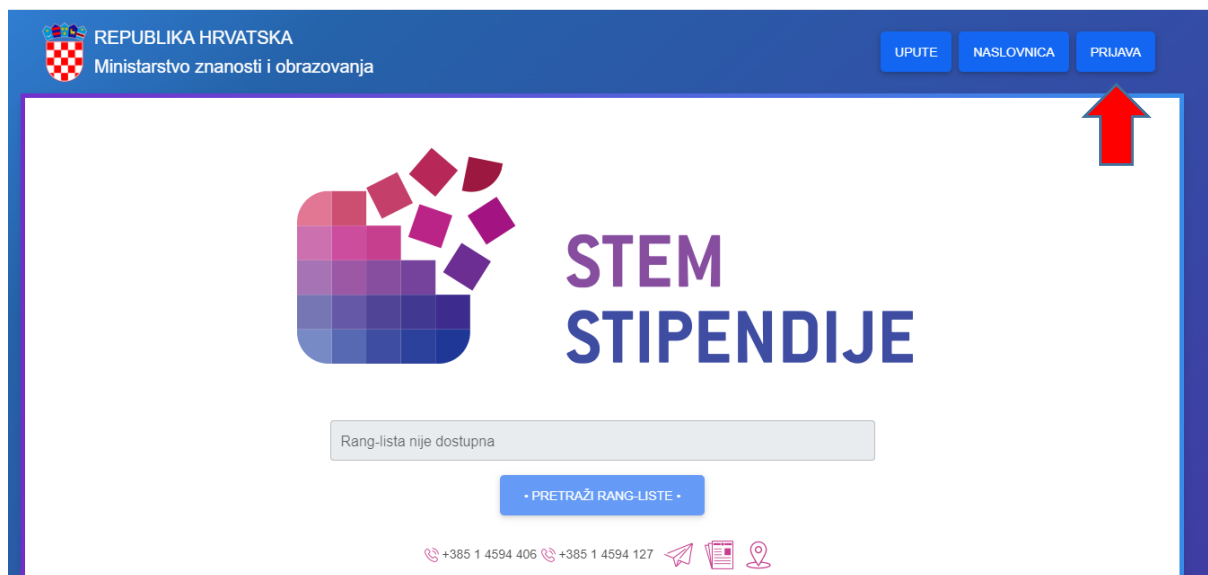 REPUBLIKA HRVATSKA
Ministarstvo znanosti i obrazovanja
UPUTE
NASLOVNICA
PRIJAVA
STEM
STIPENDIJE
Rang-lista nije dostupna
• PRETRAŽI RANG-LISTE •
+385 1 4594 406 +385 1 4594 127